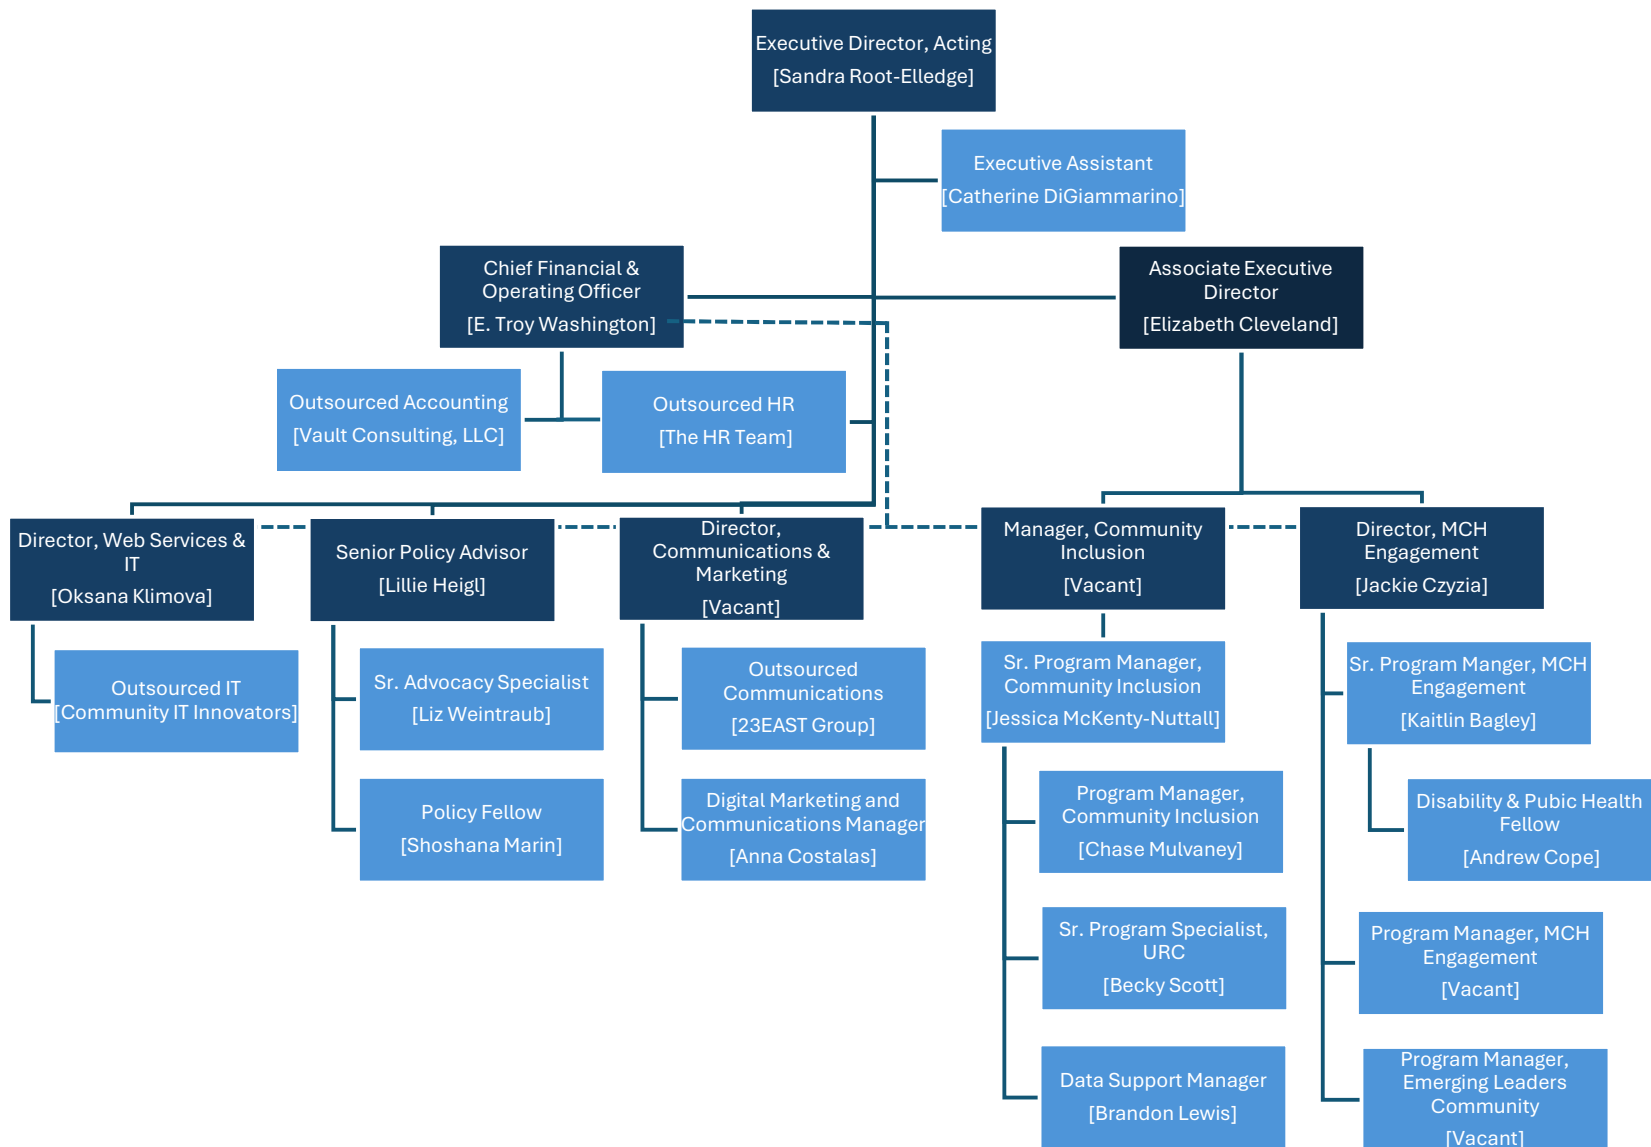 Executive Director, Acting
[Sandra Root-Elledge]
Executive Assistant
[Catherine DiGiammarino]
Chief Financial &
Operating Officer
[E. Troy Washington]
Associate Executive
Director
[Elizabeth Cleveland]
Outsourced Accounting
[Vault Consulting, LLC]
Outsourced HR
[The HR Team]
Director, Web Services &
IT
[Oksana Klimova]
Senior Policy Advisor
[Lillie Heigl]
Director,
Communications &
Marketing
[Vacant]
Manager, Community
Inclusion
[Vacant]
Director, MCH
Engagement
[Jackie Czyzia]
Outsourced IT
[Community IT Innovators]
Sr. Advocacy Specialist
[Liz Weintraub]
Policy Fellow
[Shoshana Marin]
Outsourced
Communications
[23EAST Group]
Digital Marketing and
Communications Manager
[Anna Costalas]
Sr. Program Manager,
Community Inclusion
[Jessica McKenty-Nuttall]
Program Manager,
Community Inclusion
[Chase Mulvaney]
Sr. Program Specialist,
URC
[Becky Scott]
Data Support Manager
[Brandon Lewis]
Sr. Program Manger, MCH
Engagement
[Kaitlin Bagley]
Disability & Pubic Health
Fellow
[Andrew Cope]
Program Manager, MCH
Engagement
[Vacant]
Program Manager,
Emerging Leaders
Community
[Vacant]